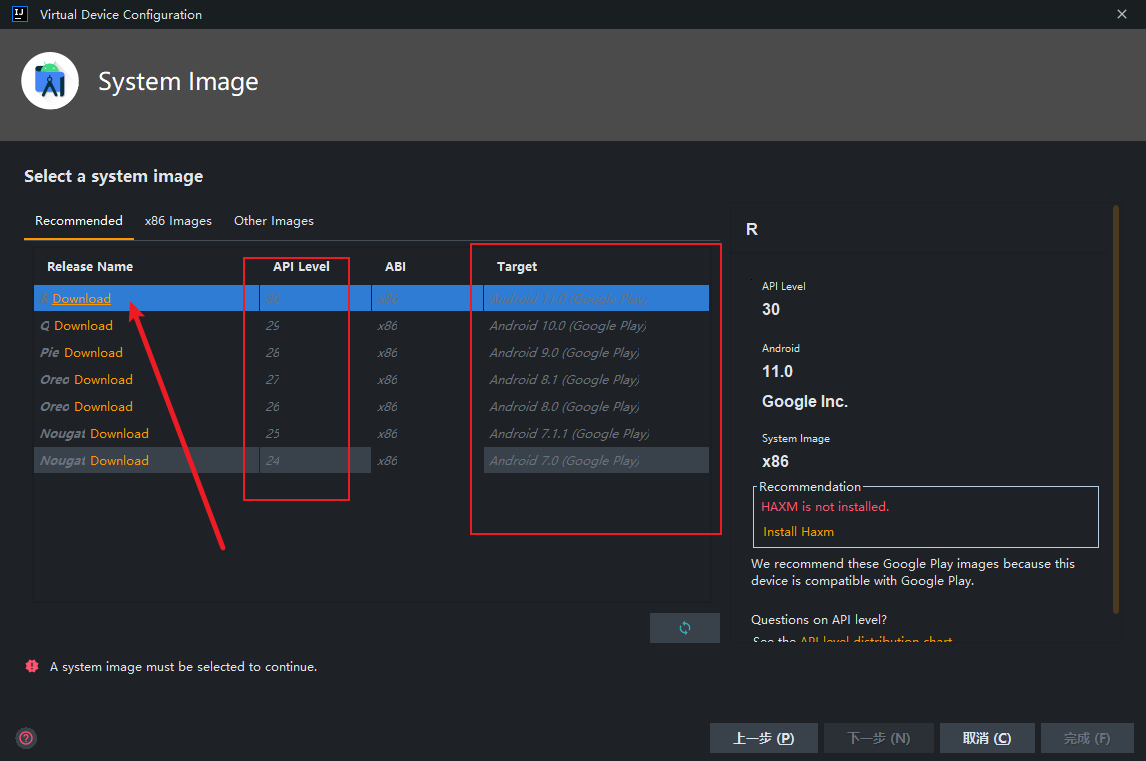 IJ
Virtual Device Configuration
System Image
Select a system image
Recommended x86 Images Other Images
Release Name API Level ABI Target
R Download 30 x86 Android 11.0 (Google Play)
Q Download 29 x86 Android 10.0 (Google Play)
Pie Download 28 x86 Android 9.0 (Google Play)
Oreo Download 27 x86 Android 8.1 (Google Play)
Oreo Download 26 x86 Android 8.0 (Google Play)
Nougat Download 25 x86 Android 7.1.1 (Google Play)
Nougat Download 24 x86 Android 7.0 (Google Play)
R
API Level
30
Android
11.0
Google Inc.
System Image
x86
Recommendation
HAXM is not installed.
Install Haxm
We recommend these Google Play images because this
device is compatible with Google Play.
Questions on API level?
See the API level distribution chart
A system image must be selected to continue.
上一步 (P) 下一步 (N) 取消 (C) 完成 (F)